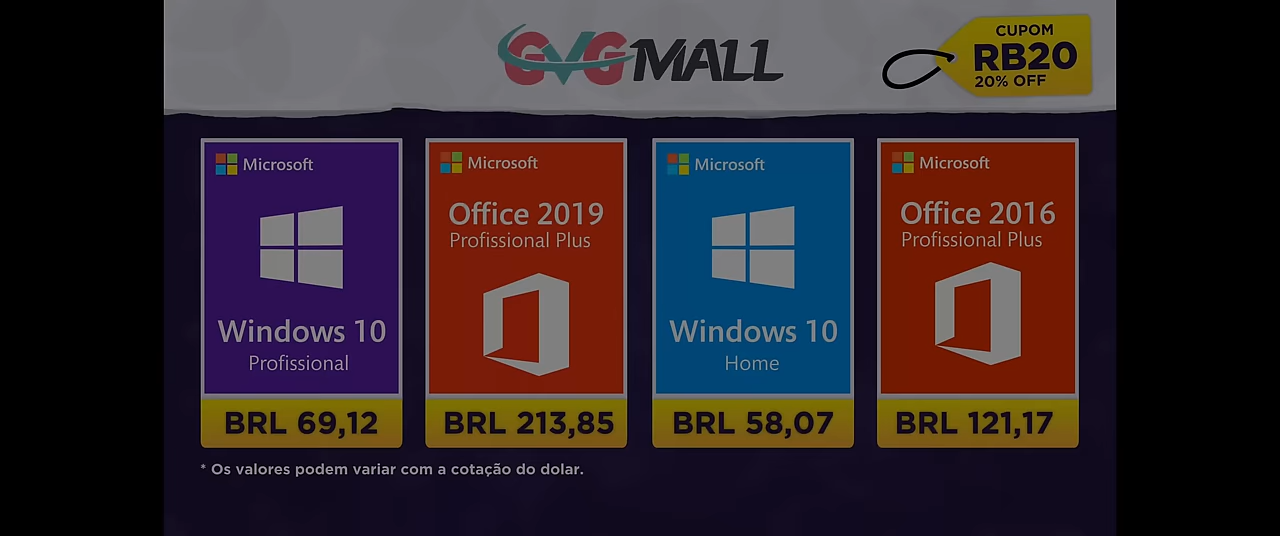 GVGMALL
CUPOM
RB20
20% OFF
Microsoft
Windows 10
Profissional
BRL 69,12
Microsoft
Office 2019
Profissional Plus
BRL 213,85
Microsoft
Windows 10
Home
BRL 58,07
Microsoft
Office 2016
Profissional Plus
BRL 121,17
* Os valores podem variar com a cotação do dolar.